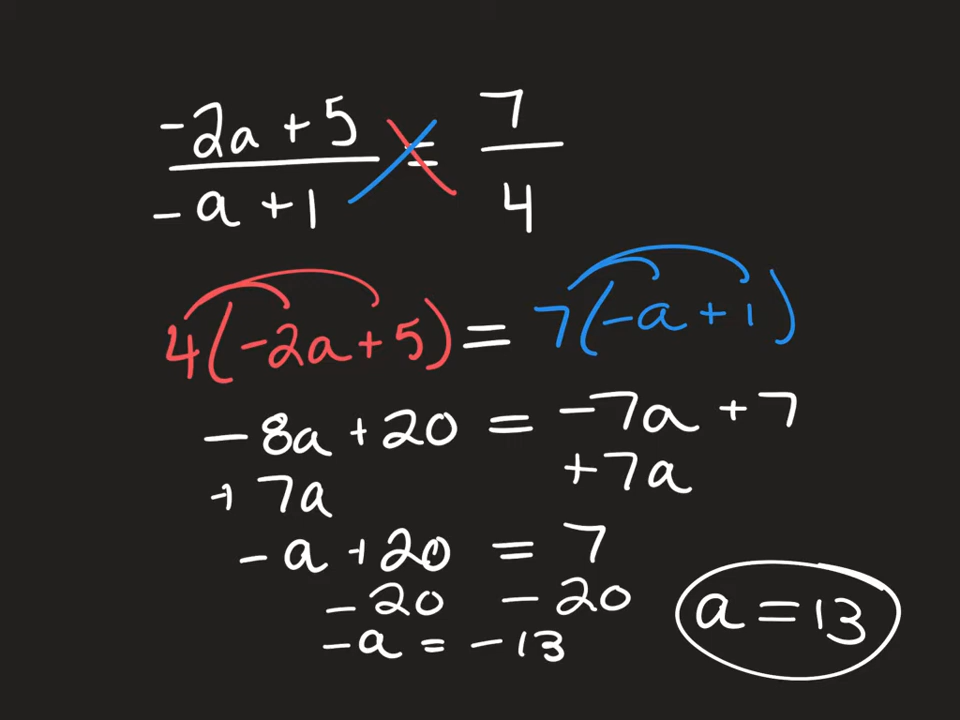 -2a + 5 = 7
-a + 1 4
4(-2a + 5) = 7(-a + 1)
-8a + 20 = -7a + 7
+ 7a +7a
-a + 20 = 7
-20 -20
-a = -13
a = 13